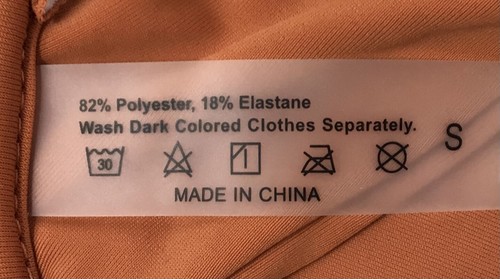 82% Polyester, 18% Elastane
Wash Dark Colored Clothes Separately.
30
S
MADE IN CHINA